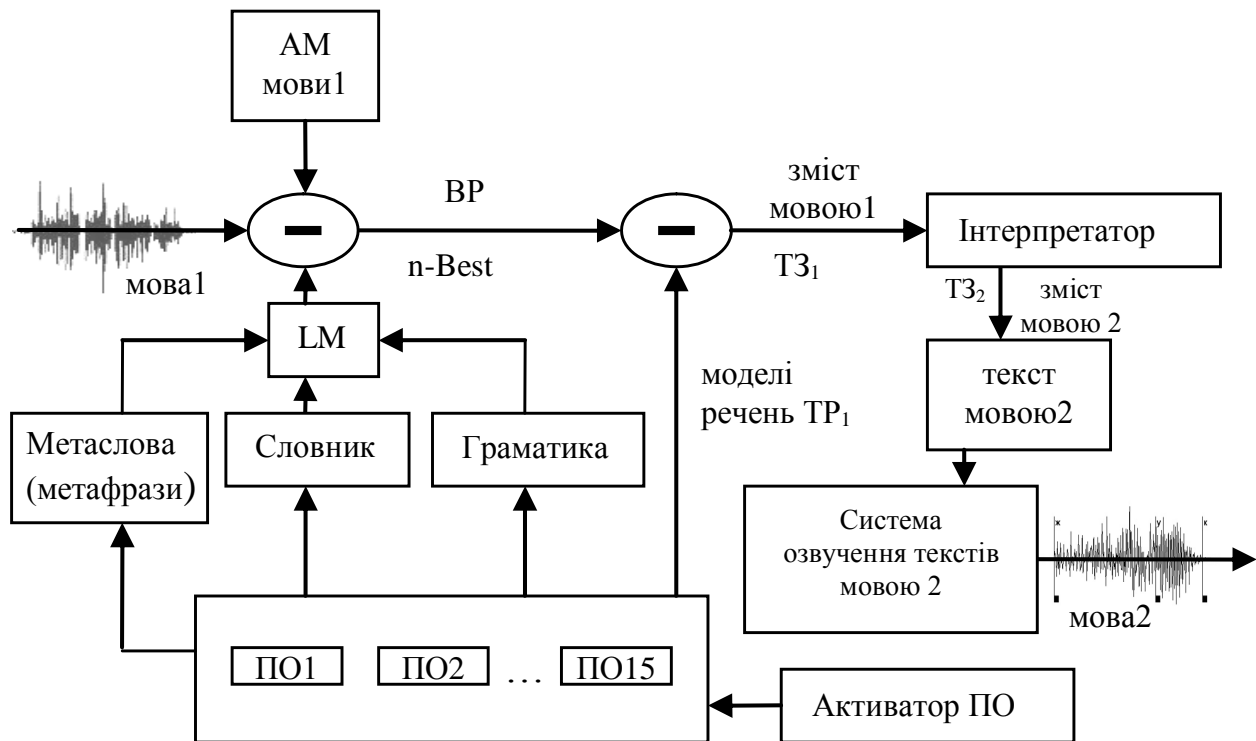 АМ
мови1
ВР
n-Best
зміст
мовою1
ТЗ₁
Інтерпретатор
мова1
ТЗ₂
зміст
мовою 2
LM
моделі
речень ТР₁
текст
мовою2
Метаслова
(метафрази)
Словник
Граматика
Система
озвучення текстів
мовою 2
ж
у
к
мова2
ПО1
ПО2
…
ПО15
Активатор ПО